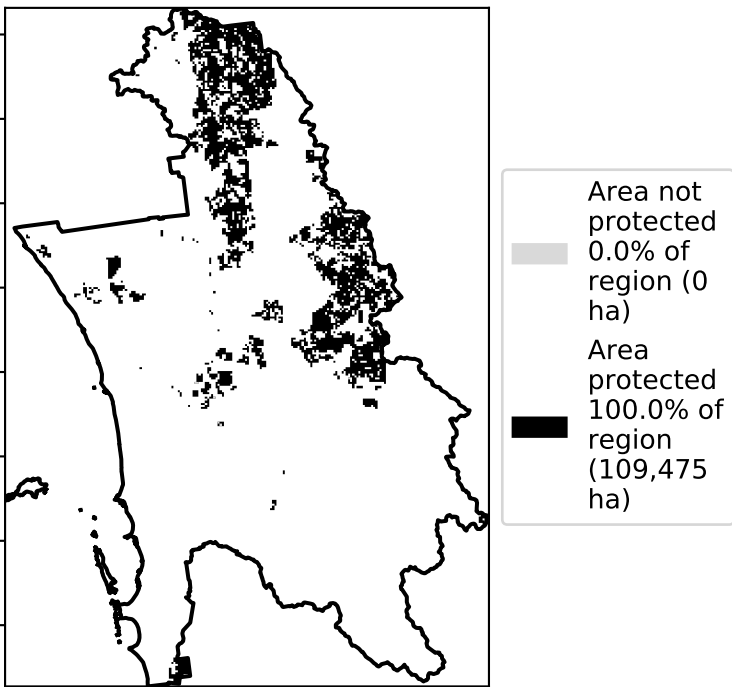 Area not
protected
0.0% of
region (0
ha)
Area
protected
100.0% of
region
(109,475
ha)